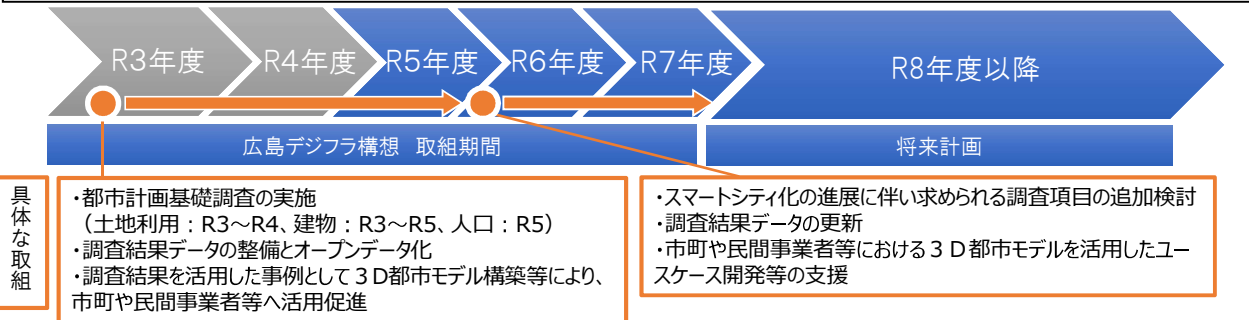 R3年度
R4年度
R5年度
R6年度
R7年度
R8年度以降
広島デジフラ構想 取組期間
将来計画
具体な取組
・都市計画基礎調査の実施
（土地利用：R3～R4、建物：R3～R5、人口：R5）
・調査結果データの整備とオープンデータ化
・調査結果を活用した事例として３D都市モデル構築等により、
市町や民間事業者等へ活用促進
・スマートシティ化の進展に伴い求められる調査項目の追加検討
・調査結果データの更新
・市町や民間事業者等における３Ｄ都市モデルを活用したユー
スケース開発等の支援